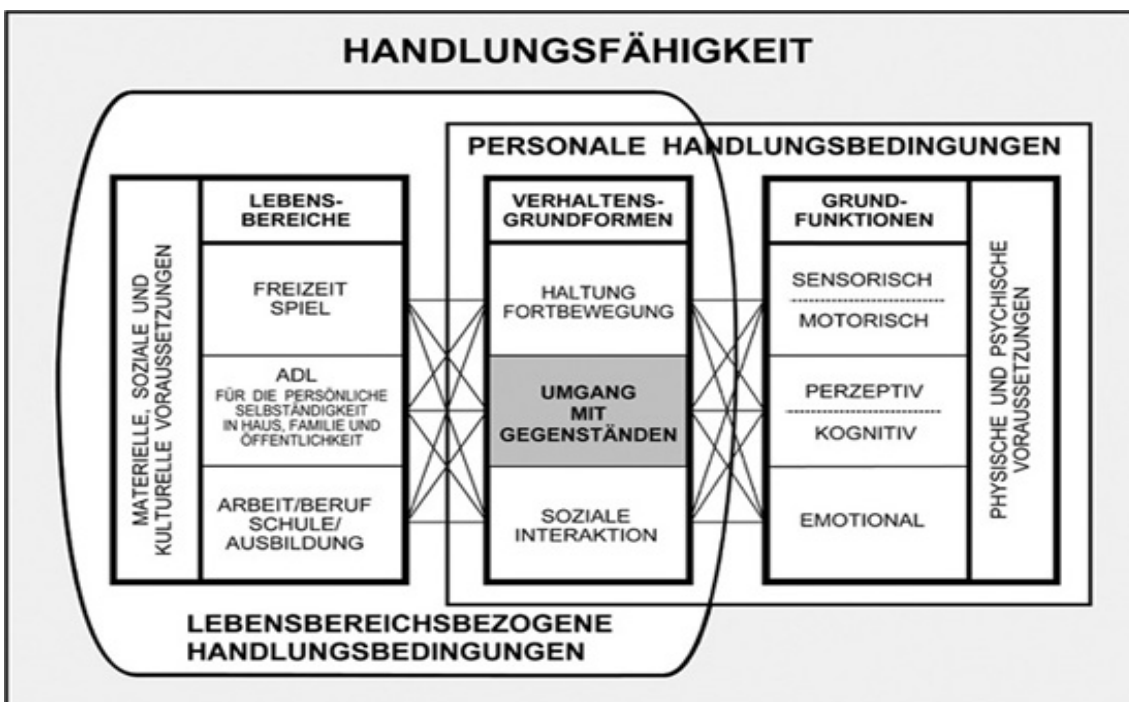 HANDLUNGSFÄHIGKEIT
PERSONALE HANDLUNGSBEDINGUNGEN
MATERIELLE, SOZIALE UND
KULTURELLE VORAUSSETZUNGEN
LEBENS-
BEREICHE
FREIZEIT
SPIEL
ADL
FÜR DIE PERSÖNLICHE
SELBSTÄNDIGKEIT
IN HAUS, FAMILIE UND
ÖFFENTLICHKEIT
ARBEIT/BERUF
SCHULE/
AUSBILDUNG
VERHALTENS-
GRUNDFORMEN
HALTUNG
FORTBEWEGUNG
UMGANG
MIT
GEGENSTÄNDEN
SOZIALE
INTERAKTION
GRUND-
FUNKTIONEN
SENSORISCH
MOTORISCH
PERZEPTIV
KOGNITIV
EMOTIONAL
PHYSISCHE UND PSYCHISCHE
VORAUSSETZUNGEN
LEBENSBEREICHSBEZOGENE
HANDLUNGSBEDINGUNGEN